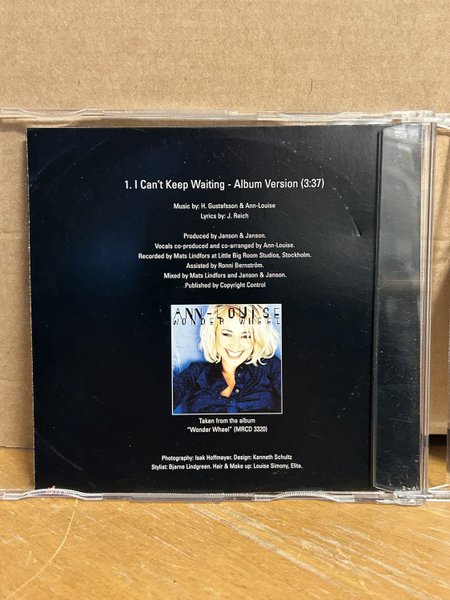 1. I Can't Keep Waiting - Album Version (3:37)
Music by: H. Gustafsson & Ann-Louise
Lyrics by: J. Reich
Produced by Janson & Janson.
Vocals co-produced and co-arranged by Ann-Louise.
Recorded by Mats Lindfors at Little Big Room Studios, Stockholm.
Assisted by Ronni Bernström.
Mixed by Mats Lindfors and Janson & Janson.
Published by Copyright Control
ANN-LOUISE
WONDER WHEEL
Taken from the album
"Wonder Wheel" (MRCD 3320)
Photography: Isak Hoffmeyer. Design: Kenneth Schultz
Stylist: Bjarne Lindgreen. Hair & Make up: Louise Simony, Elite.